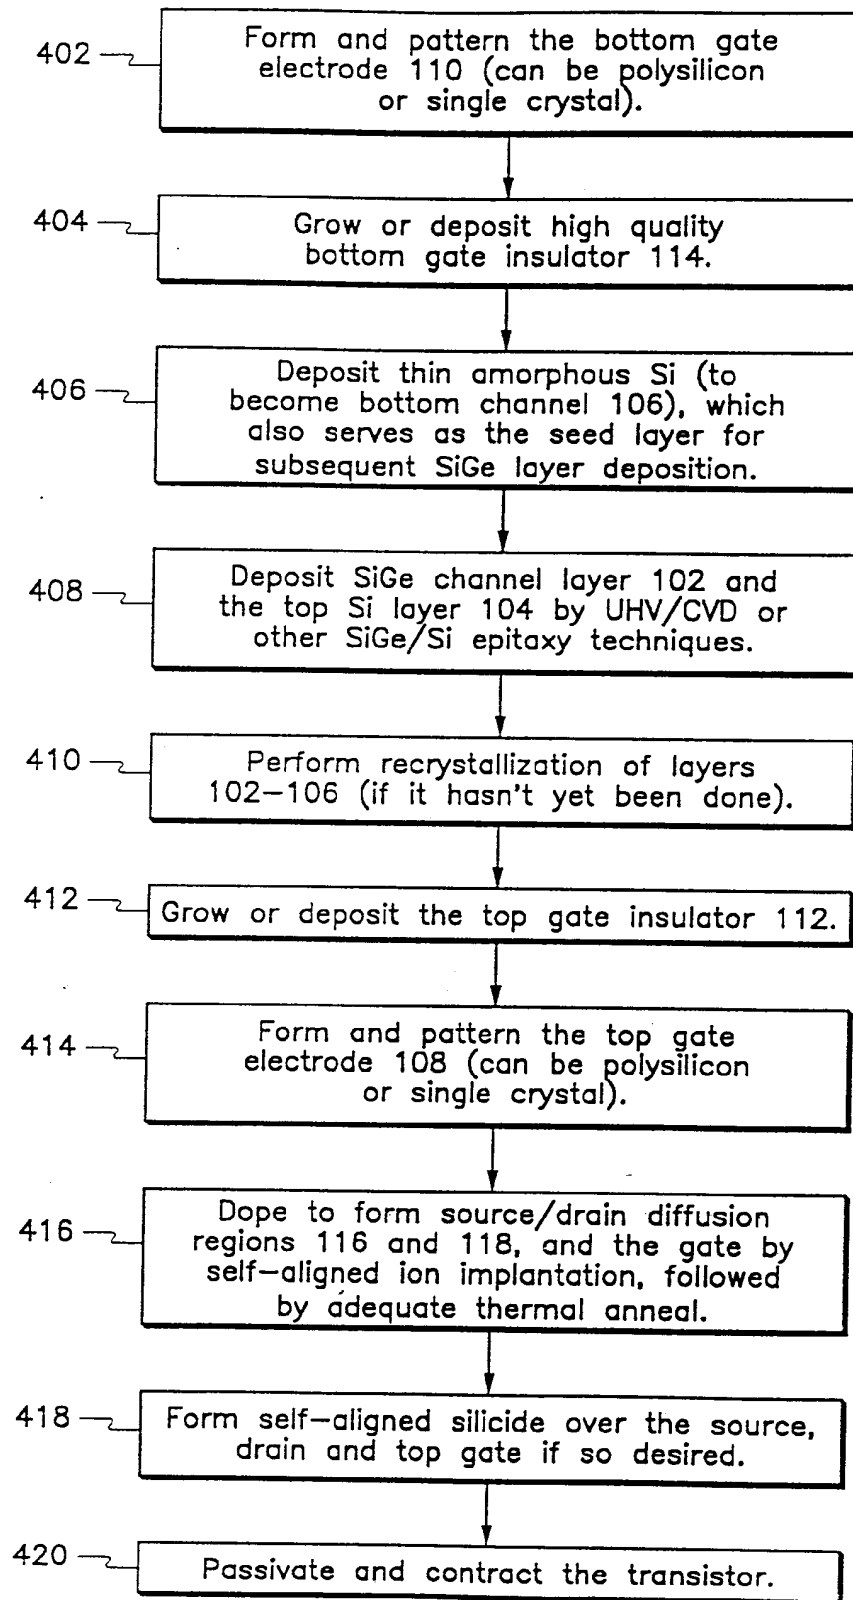 402
Form and pattern the bottom gate
electrode 110 (can be polysilicon
or single crystal).
404
Grow or deposit high quality
bottom gate insulator 114.
406
Deposit thin amorphous Si (to
become bottom channel 106), which
also serves as the seed layer for
subsequent SiGe layer deposition.
408
Deposit SiGe channel layer 102 and
the top Si layer 104 by UHV/CVD or
other SiGe/Si epitaxy techniques.
410
Perform recrystallization of layers
102-106 (if it hasn't yet been done).
412
Grow or deposit the top gate insulator 112.
414
Form and pattern the top gate
electrode 108 (can be polysilicon
or single crystal).
416
Dope to form source/drain diffusion
regions 116 and 118, and the gate by
self-aligned ion implantation, followed
by adequate thermal anneal.
418
Form self-aligned silicide over the source,
drain and top gate if so desired.
420
Passivate and contract the transistor.